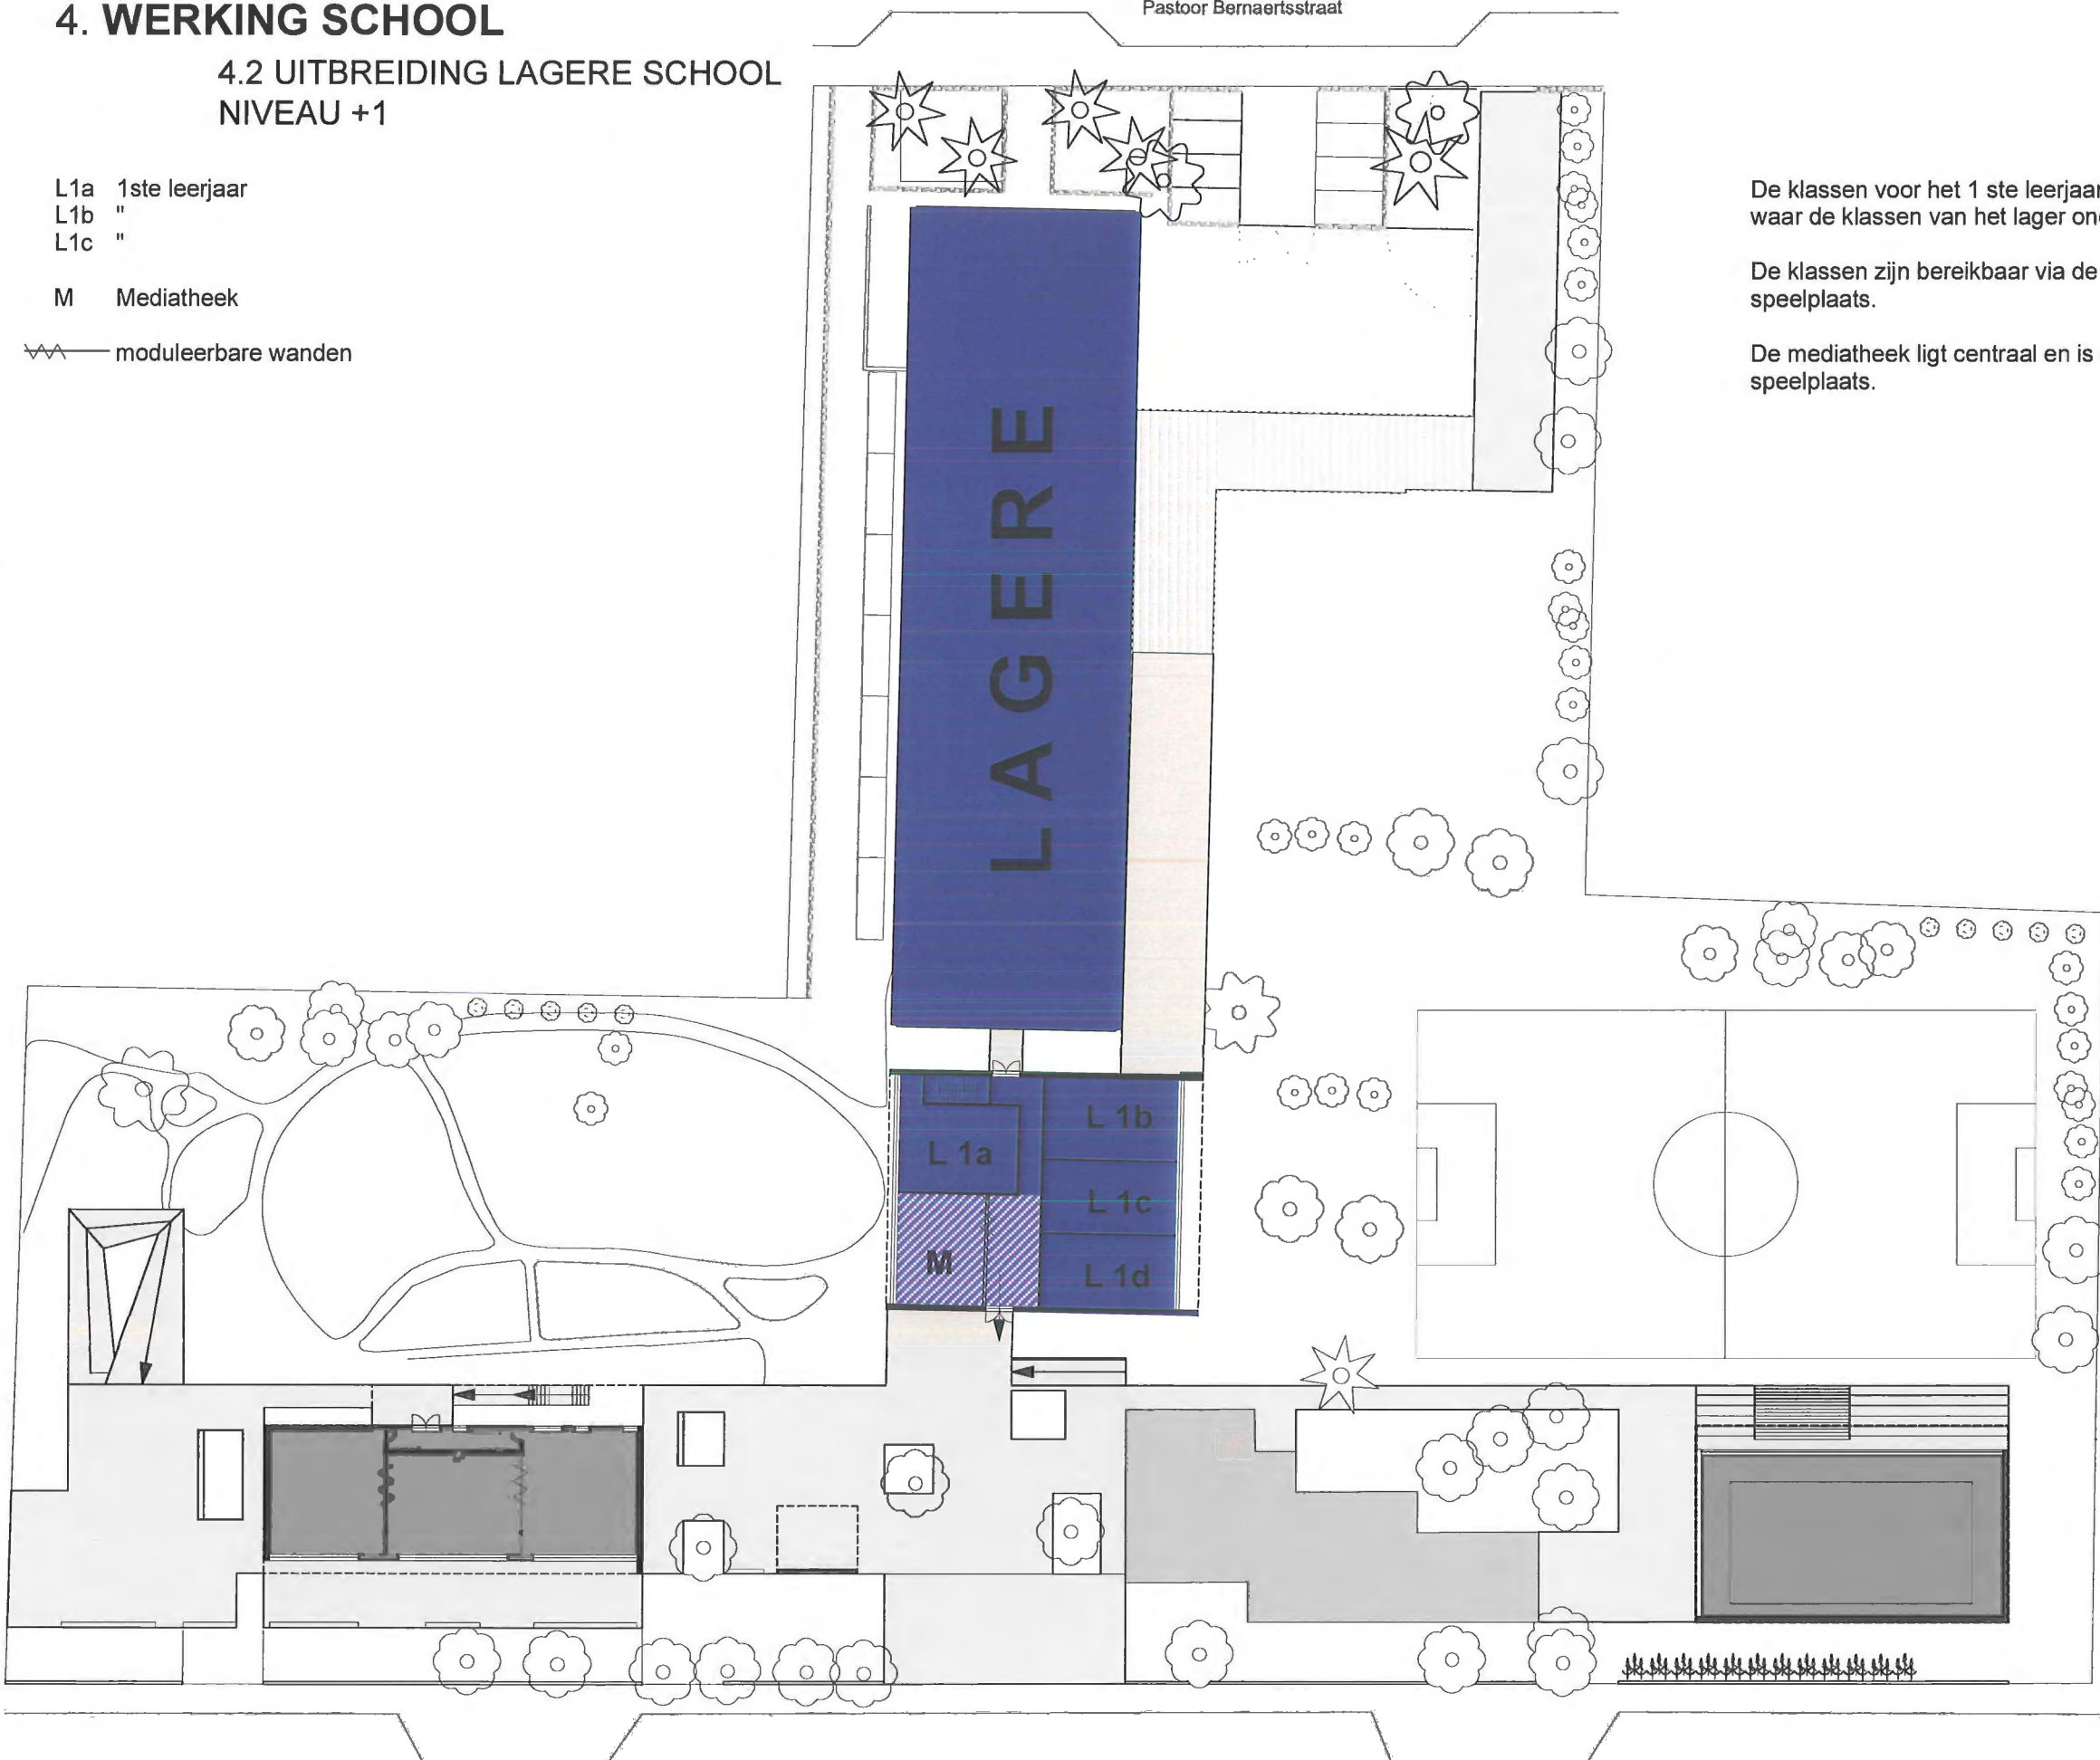 4. WERKING SCHOOL
4.2 UITBREIDING LAGERE SCHOOL
NIVEAU +1
Pastoor Bernaertsstraat
L1a 1ste leerjaar
L1b "
L1c "
M Mediatheek
moduleerbare wanden
De klassen voor het 1 ste leerjaar
waar de klassen van het lager
De klassen zijn bereikbaar via de
speelplaats.
De mediatheek ligt centraal en is
speelplaats.
LAGERE
L 1b
L 1a
L 1c
M
L 1d